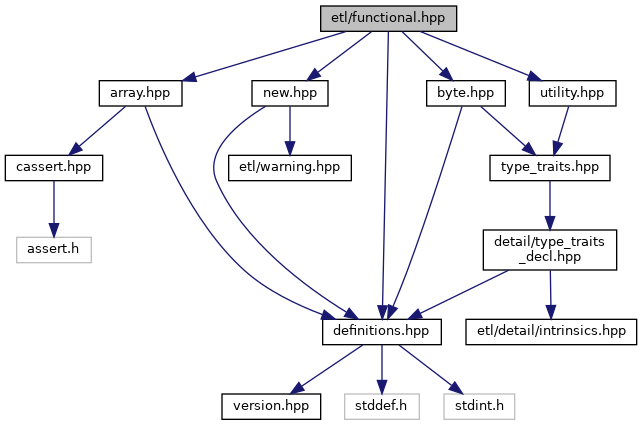 etl/functional.hpp
array.hpp
new.hpp
byte.hpp
utility.hpp
cassert.hpp
etl/warning.hpp
type_traits.hpp
assert.h
detail/type_traits
_decl.hpp
definitions.hpp
etl/detail/intrinsics.hpp
version.hpp
stddef.h
stdint.h